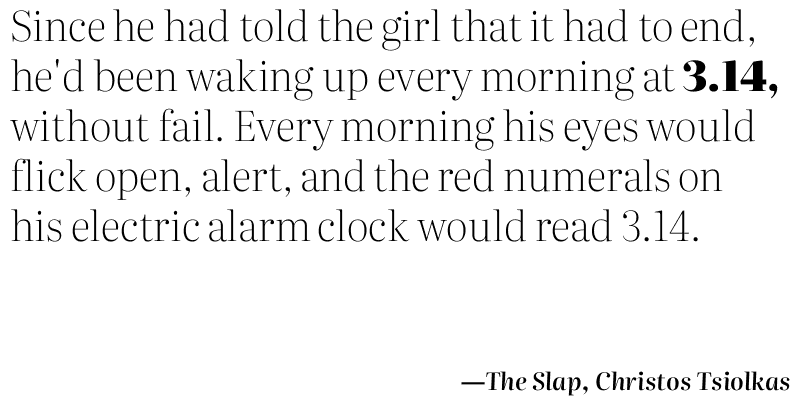 Since he had told the girl that it had to end,
he'd been waking up every morning at 3.14,
without fail. Every morning his eyes would
flick open, alert, and the red numerals on
his electric alarm clock would read 3.14.
—The Slap, Christos Tsiolkas